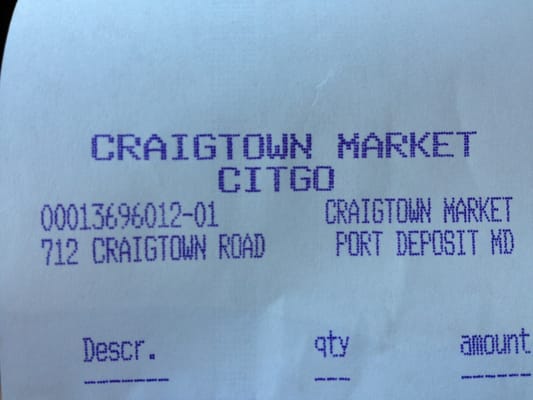 CRAIGTOWN MARKET
CITGO
00013696012-01 CRAIGTOWN MARKET
712 CRAIGTOWN ROAD PORT DEPOSIT MD
Descr. qty amount